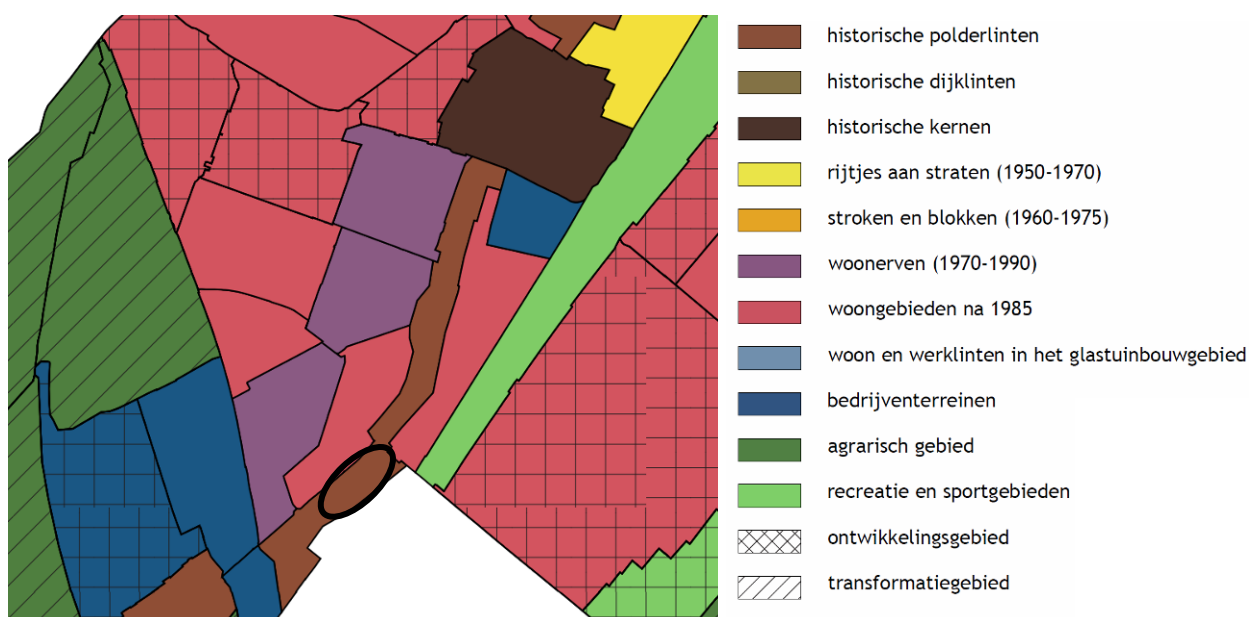 historische polderlinten
historische dijklinten
historische kernen
rijtjes aan straten (1950-1970)
stroken en blokken (1960-1975)
woonerven (1970-1990)
woongebieden na 1985
woon en werklinten in het glastuinbouwgebied
bedrijventerreinen
agrarisch gebied
recreatie en sportgebieden
ontwikkelingsgebied
transformatiegebied